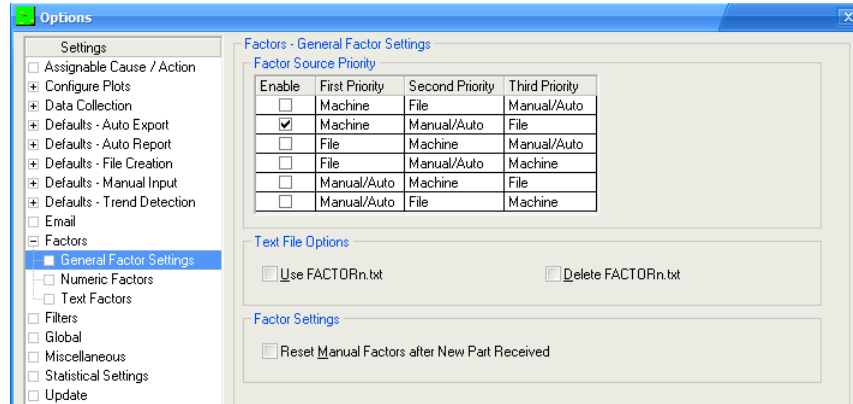 Options
Settings
Assignable Cause / Action
Configure Plots
Data Collection
Defaults - Auto Export
Defaults - Auto Report
Defaults - File Creation
Defaults - Manual Input
Defaults - Trend Detection
Email
Factors
General Factor Settings
Numeric Factors
Text Factors
Filters
Global
Miscellaneous
Statistical Settings
Update
Factors - General Factor Settings
Factor Source Priority
Enable First Priority Second Priority Third Priority
Machine File Manual/Auto
Machine Manual/Auto File
File Machine Manual/Auto
File Manual/Auto Machine
Manual/Auto Machine File
Manual/Auto File Machine
Text File Options
Use FACTORn.txt Delete FACTORn.txt
Factor Settings
Reset Manual Factors after New Part Received